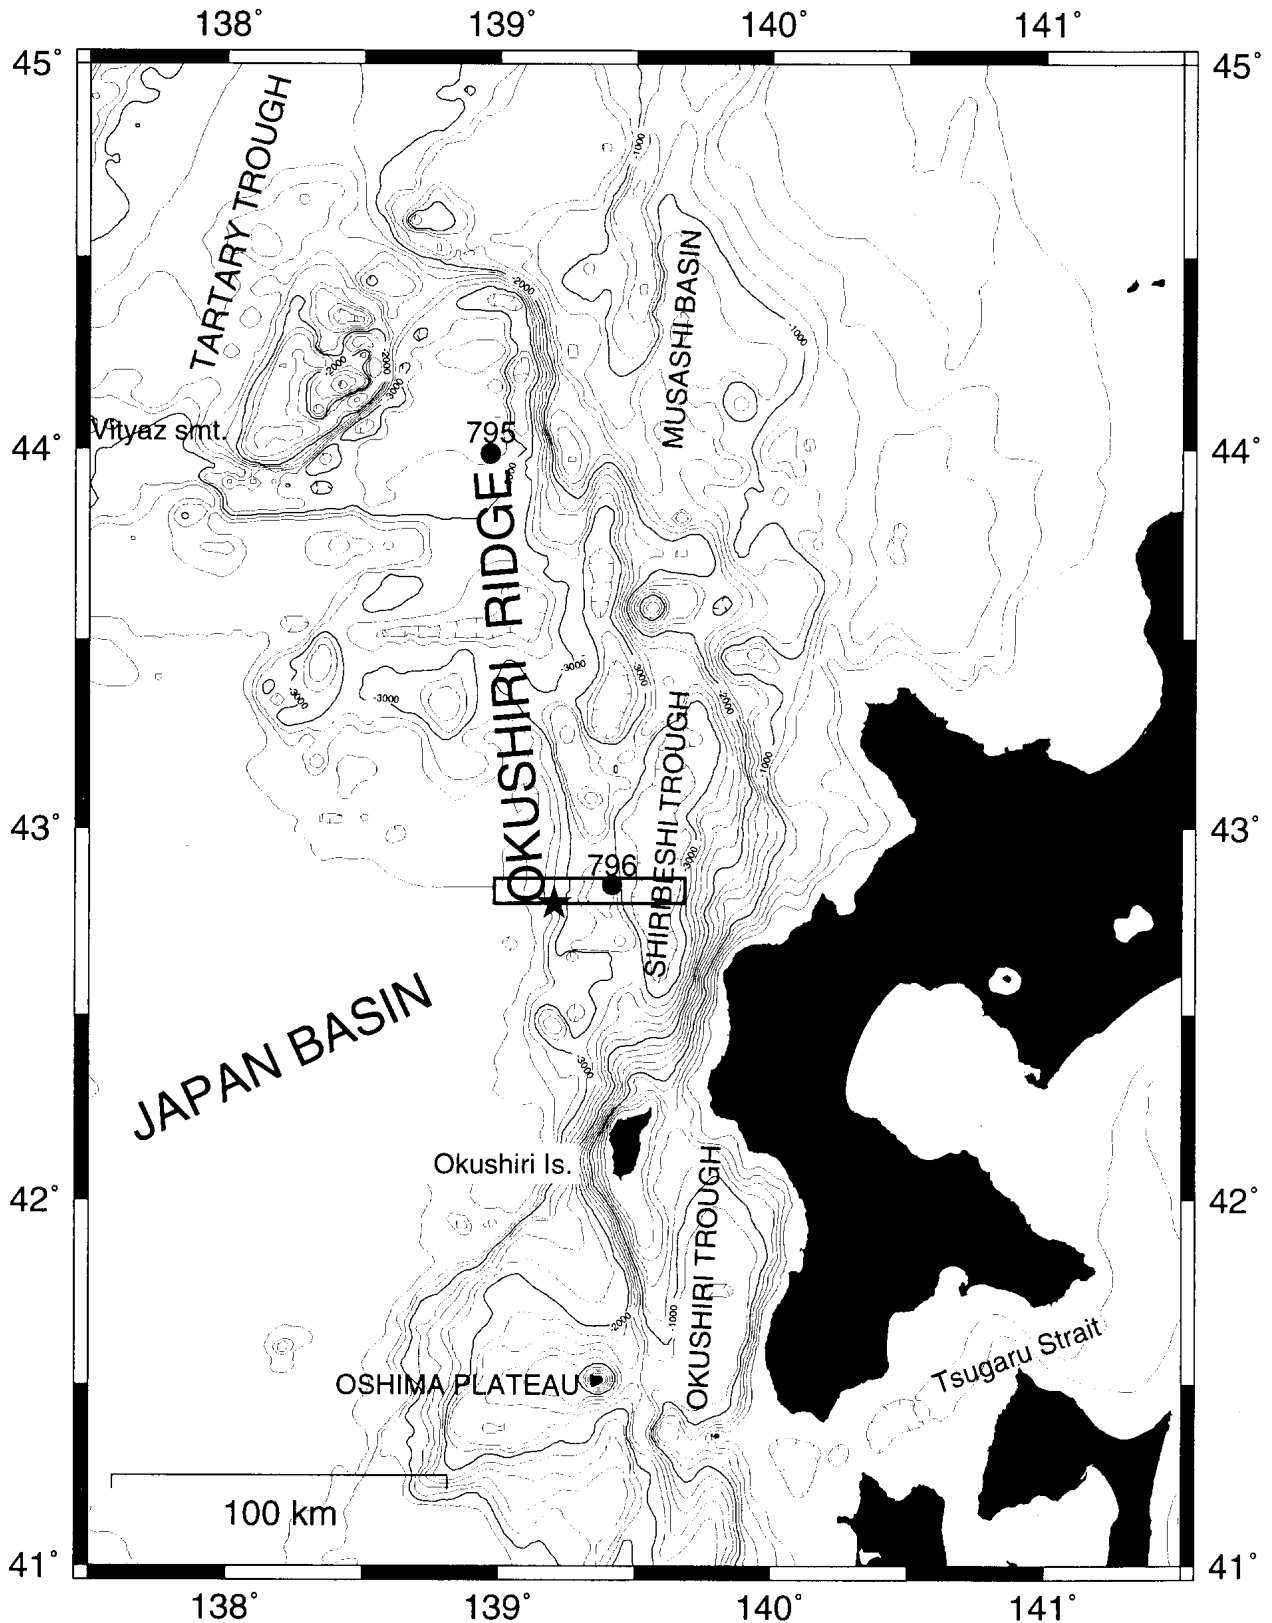 138° 139° 140° 141°
45° 45°
TARTARY TROUGH
-1000
MUSASHI BASIN
-2000
-1000
-2000
-2000
3000
Vityaz smt.
795
44° 44°
OKUSHIRI RIDGE
-3000
-3000
-3000
3000
-2000
SHIRIBESHI TROUGH
-1000
43° 43°
3000
796
JAPAN BASIN
-3000
Okushiri Is.
42° 42°
OKUSHIRI TROUGH
-2000
-1000
Tsugaru Strait
OSHIMA PLATEAU
100 km
41° 41°
138° 139° 140° 141°